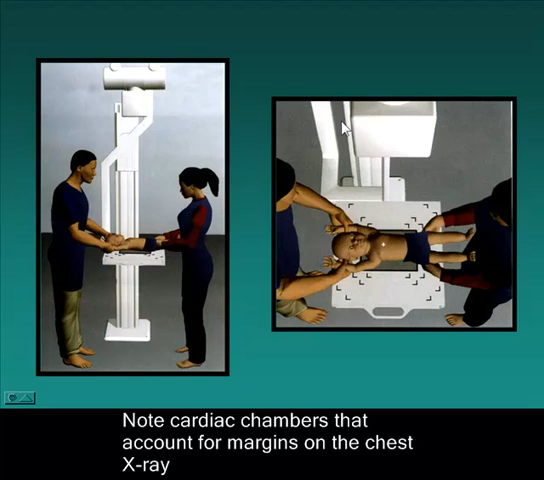 Note cardiac chambers that
account for margins on the chest
X-ray